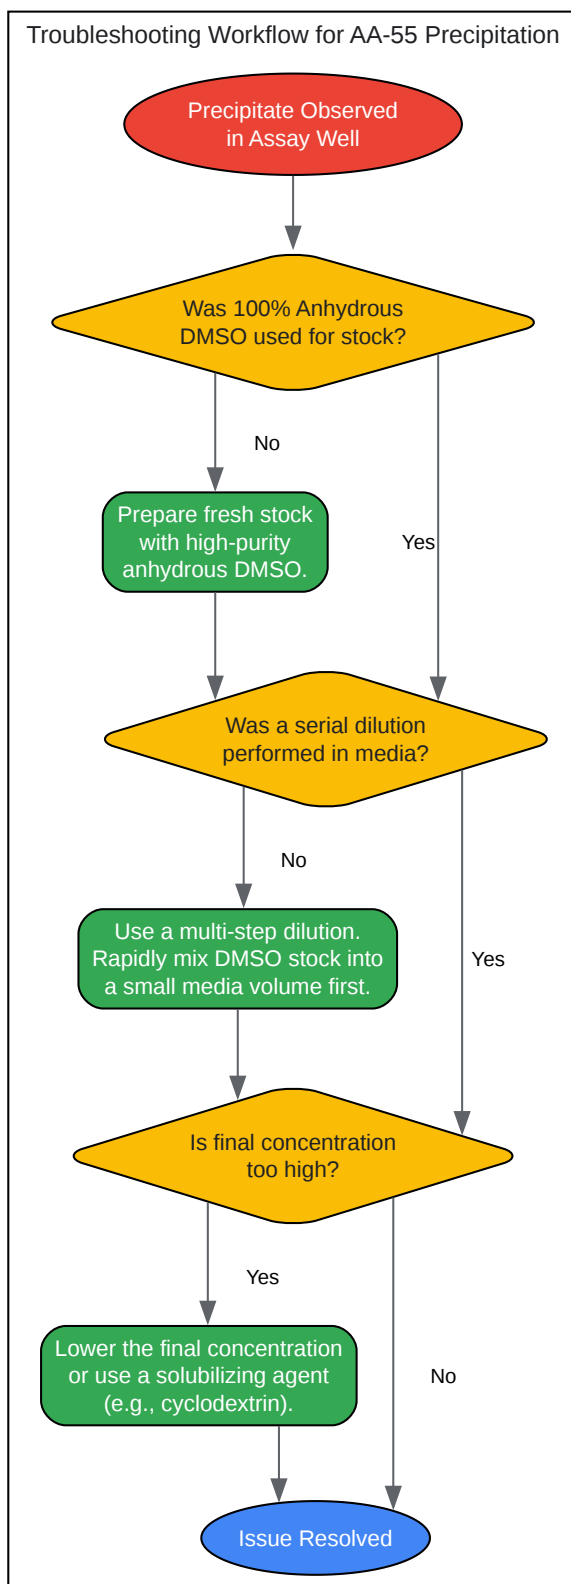 Troubleshooting Workflow for AA-55 Precipitation
Precipitate Observed
in Assay Well
Was 100% Anhydrous
DMSO used for stock?
No
Prepare fresh stock
with high-purity
anhydrous DMSO.
Yes
Was a serial dilution
performed in media?
No
Use a multi-step dilution.
Rapidly mix DMSO stock into
a small media volume first.
Yes
Is final concentration
too high?
Yes
Lower the final concentration
or use a solubilizing agent
(e.g., cyclodextrin).
No
Issue Resolved